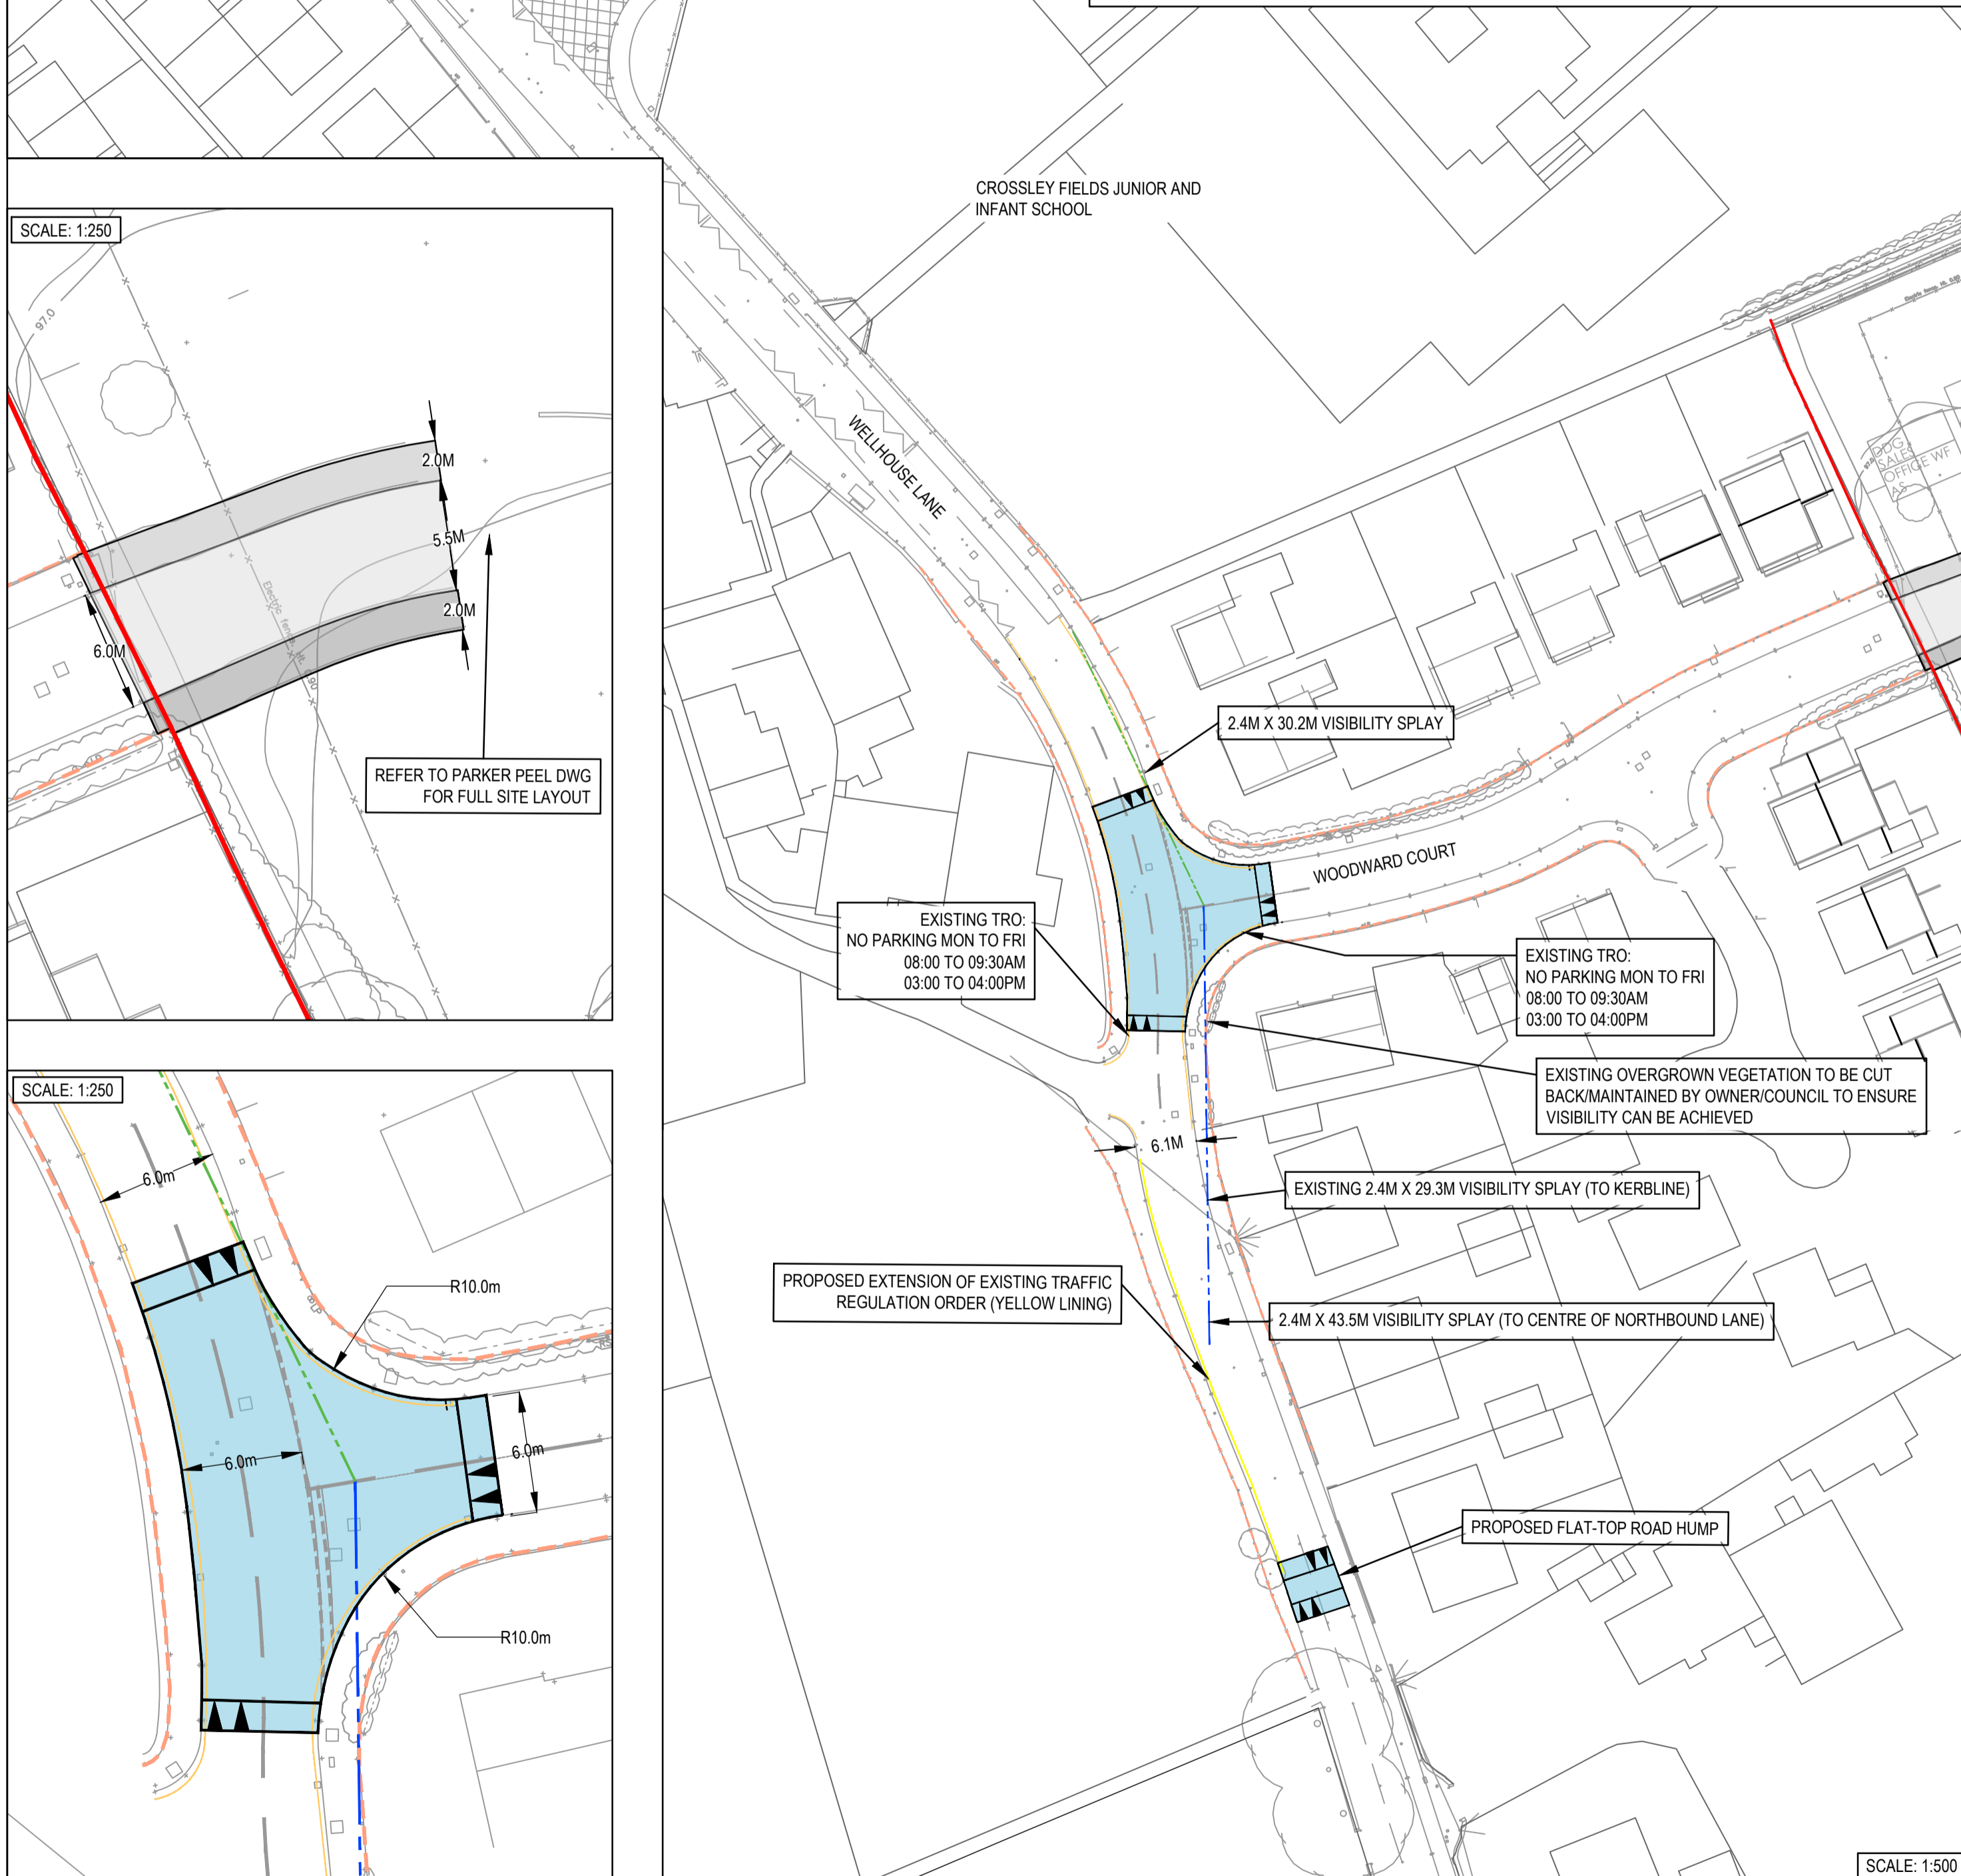 CROSSLEY FIELDS JUNIOR AND
INFANT SCHOOL
SCALE: 1:250
97.0
2.0M
5.5M
2.0M
6.0M
Electric fence
REFER TO PARKER PEEL DWG
FOR FULL SITE LAYOUT
WELLHOUSE LANE
DDG
SALES
OFFICE WF
AS
2.4M X 30.2M VISIBILITY SPLAY
WOODWARD COURT
EXISTING TRO:
NO PARKING MON TO FRI
08:00 TO 09:30AM
03:00 TO 04:00PM
EXISTING TRO:
NO PARKING MON TO FRI
08:00 TO 09:30AM
03:00 TO 04:00PM
EXISTING OVERGROWN VEGETATION TO BE CUT
BACK/MAINTAINED BY OWNER/COUNCIL TO ENSURE
VISIBILITY CAN BE ACHIEVED
6.1M
EXISTING 2.4M X 29.3M VISIBILITY SPLAY (TO KERBLINE)
PROPOSED EXTENSION OF EXISTING TRAFFIC
REGULATION ORDER (YELLOW LINING)
2.4M X 43.5M VISIBILITY SPLAY (TO CENTRE OF NORTHBOUND LANE)
PROPOSED FLAT-TOP ROAD HUMP
SCALE: 1:250
6.0m
R10.0m
6.0m
6.0m
R10.0m
SCALE: 1:500